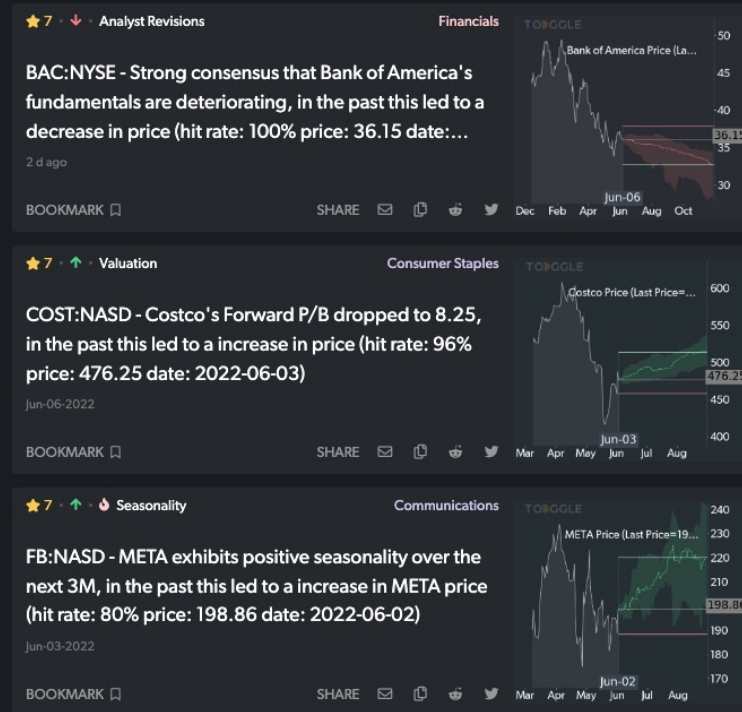 ★ 7 · ↓ · Analyst Revisions
Financials
BAC:NYSE - Strong consensus that Bank of America's
fundamentals are deteriorating, in the past this led to a
decrease in price (hit rate: 100% price: 36.15 date:...
2 d ago
BOOKMARK
SHARE
TOGGLE
Bank of America Price (La...
50
45
40
36.15
35
30
Jun-06
Dec Feb Apr Jun Aug Oct
★ 7 · ↑ · Valuation
Consumer Staples
COST:NASD - Costco's Forward P/B dropped to 8.25,
in the past this led to a increase in price (hit rate: 96%
price: 476.25 date: 2022-06-03)
Jun-06-2022
BOOKMARK
SHARE
TOGGLE
Costco Price (Last Price=...
600
550
500
476.25
450
400
Jun-03
Mar Apr May Jun Jul Aug
★ 7 · ↑ · Seasonality
Communications
FB:NASD - META exhibits positive seasonality over the
next 3M, in the past this led to a increase in META price
(hit rate: 80% price: 198.86 date: 2022-06-02)
Jun-03-2022
BOOKMARK
SHARE
TOGGLE
META Price (Last Price=19...
240
230
220
210
198.86
190
180
170
Jun-02
Mar Apr May Jun Jul Aug